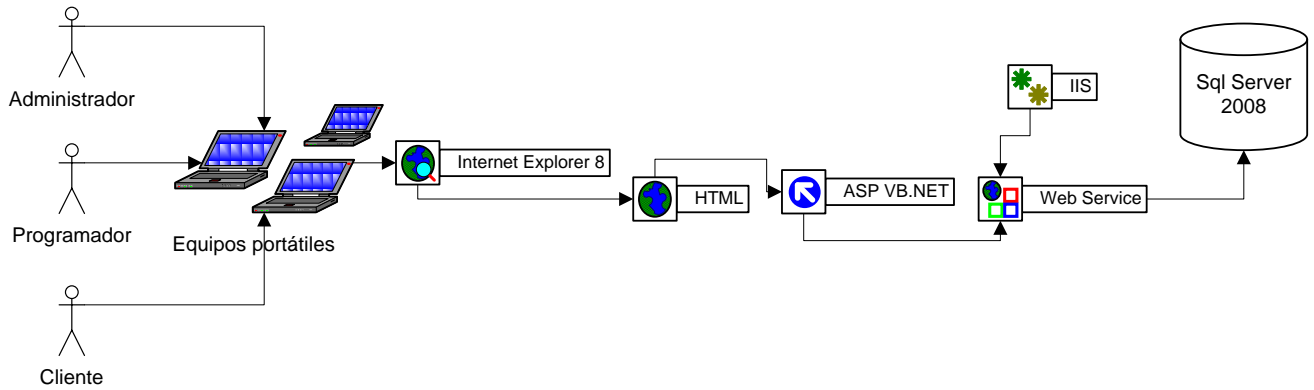 Administrador
Programador
Cliente
Equipos portátiles
Internet Explorer 8
HTML
ASP VB.NET
IIS
Web Service
Sql Server
2008